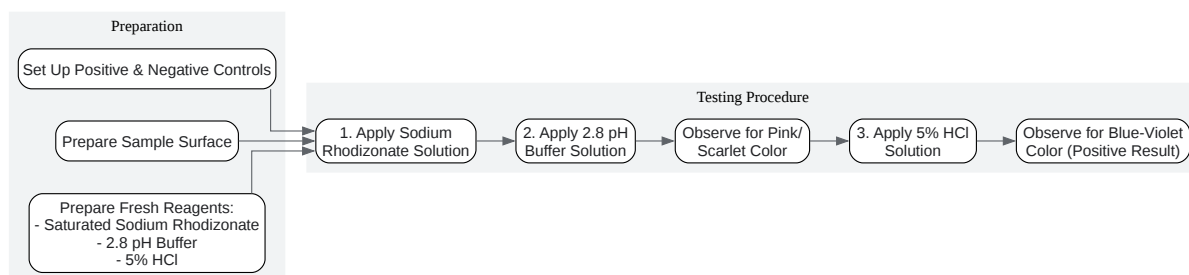 Preparation
Set Up Positive & Negative Controls
Prepare Sample Surface
Prepare Fresh Reagents:
- Saturated Sodium Rhodizonate
- 2.8 pH Buffer
- 5% HCl
Testing Procedure
1. Apply Sodium
Rhodizonate Solution
2. Apply 2.8 pH
Buffer Solution
Observe for Pink/
Scarlet Color
3. Apply 5% HCl
Solution
Observe for Blue-Violet
Color (Positive Result)